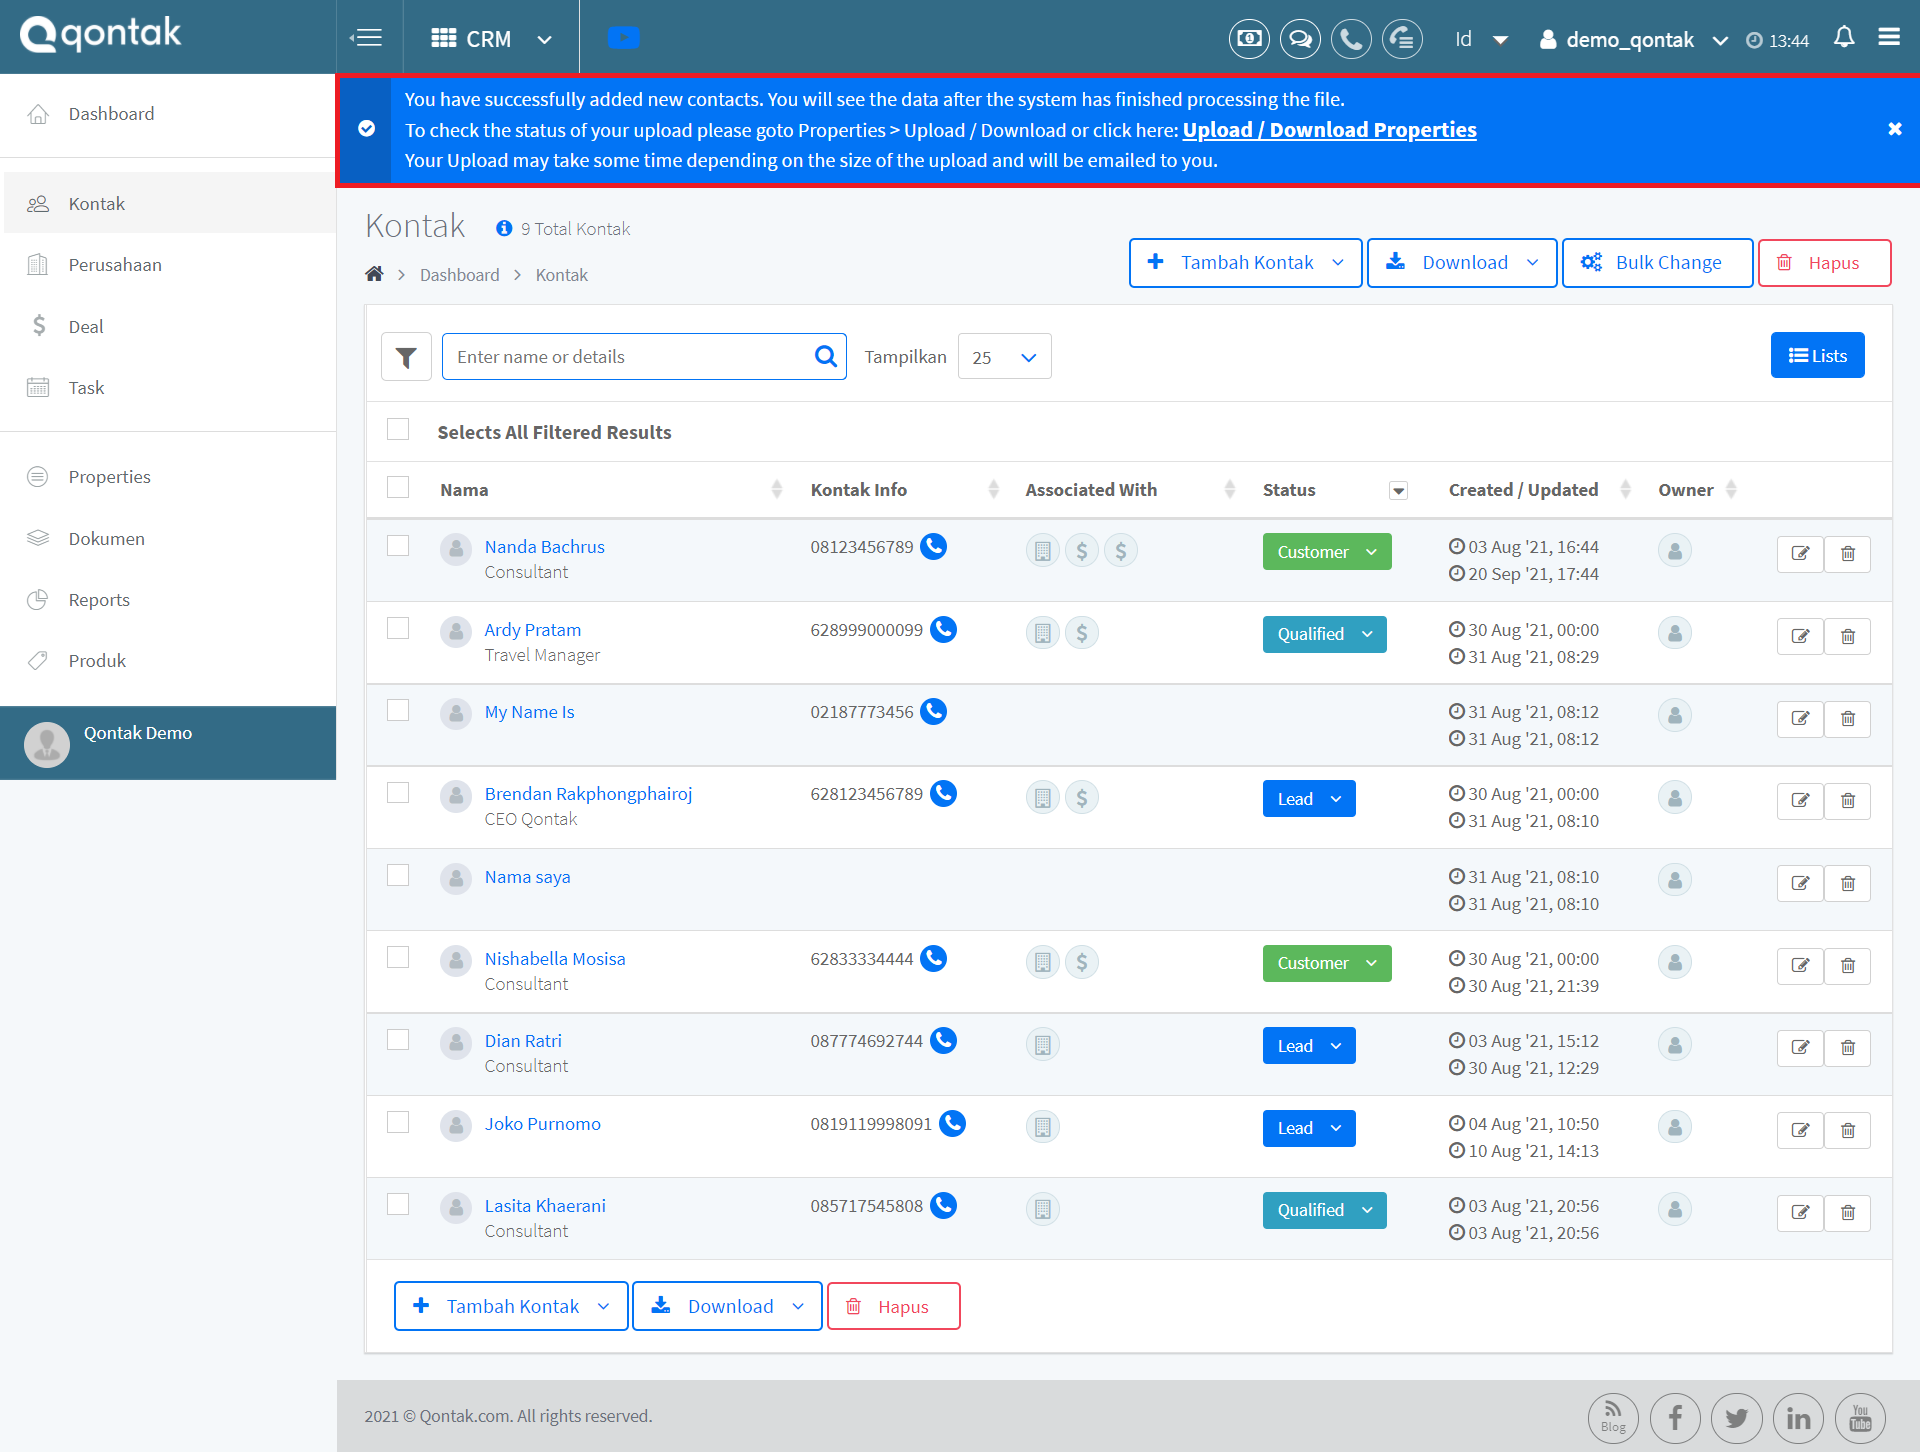 qontak
CRM
Id
demo_qontak
13:44
You have successfully added new contacts. You will see the data after the system has finished processing the file.
To check the status of your upload please goto Properties > Upload / Download or click here: Upload / Download Properties
Your Upload may take some time depending on the size of the upload and will be emailed to you.
Dashboard
Kontak
Perusahaan
Deal
Task
Properties
Dokumen
Reports
Produk
Qontak Demo
Kontak
9 Total Kontak
Dashboard > Kontak
Tambah Kontak
Download
Bulk Change
Hapus
Enter name or details
Tampilkan
25
Lists
Selects All Filtered Results
Nama Kontak Info Associated With Status Created / Updated Owner
Nanda Bachrus 08123456789 Customer 03 Aug '21, 16:44
Consultant 20 Sep '21, 17:44
Ardy Pratam 628999000099 Qualified 30 Aug '21, 00:00
Travel Manager 31 Aug '21, 08:29
My Name Is 02187773456 31 Aug '21, 08:12
31 Aug '21, 08:12
Brendan Rakphongphairoj 628123456789 Lead 30 Aug '21, 00:00
CEO Qontak 31 Aug '21, 08:10
Nama saya 31 Aug '21, 08:10
31 Aug '21, 08:10
Nishabella Mosisa 62833334444 Customer 30 Aug '21, 00:00
Consultant 30 Aug '21, 21:39
Dian Ratri 087774692744 Lead 03 Aug '21, 15:12
Consultant 30 Aug '21, 12:29
Joko Purnomo 0819119998091 Lead 04 Aug '21, 10:50
10 Aug '21, 14:13
Lasita Khaerani 085717545808 Qualified 03 Aug '21, 20:56
Consultant 03 Aug '21, 20:56
Tambah Kontak
Download
Hapus
2021 © Qontak.com. All rights reserved.
Blog
You
Tube